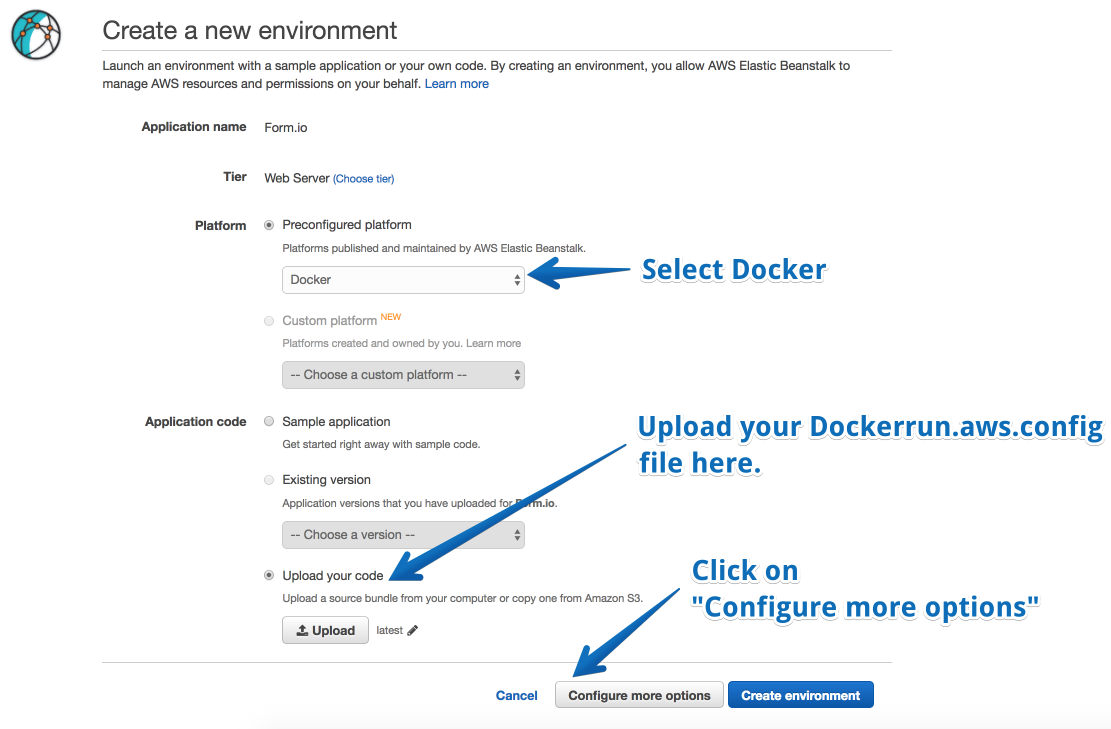 Create a new environment
Launch an environment with a sample application or your own code. By creating an environment, you allow AWS Elastic Beanstalk to
manage AWS resources and permissions on your behalf. Learn more
Application name Form.io
Tier Web Server (Choose tier)
Platform Preconfigured platform
Platforms published and maintained by AWS Elastic Beanstalk.
Docker
Select Docker
Custom platform NEW
Platforms created and owned by you. Learn more
-- Choose a custom platform --
Application code Sample application
Get started right away with sample code.
Upload your Dockerrun.aws.config
file here.
Existing version
Application versions that you have uploaded for Form.io.
-- Choose a version --
Upload your code
Upload a source bundle from your computer or copy one from Amazon S3.
Upload latest
Click on
"Configure more options"
Cancel Configure more options Create environment